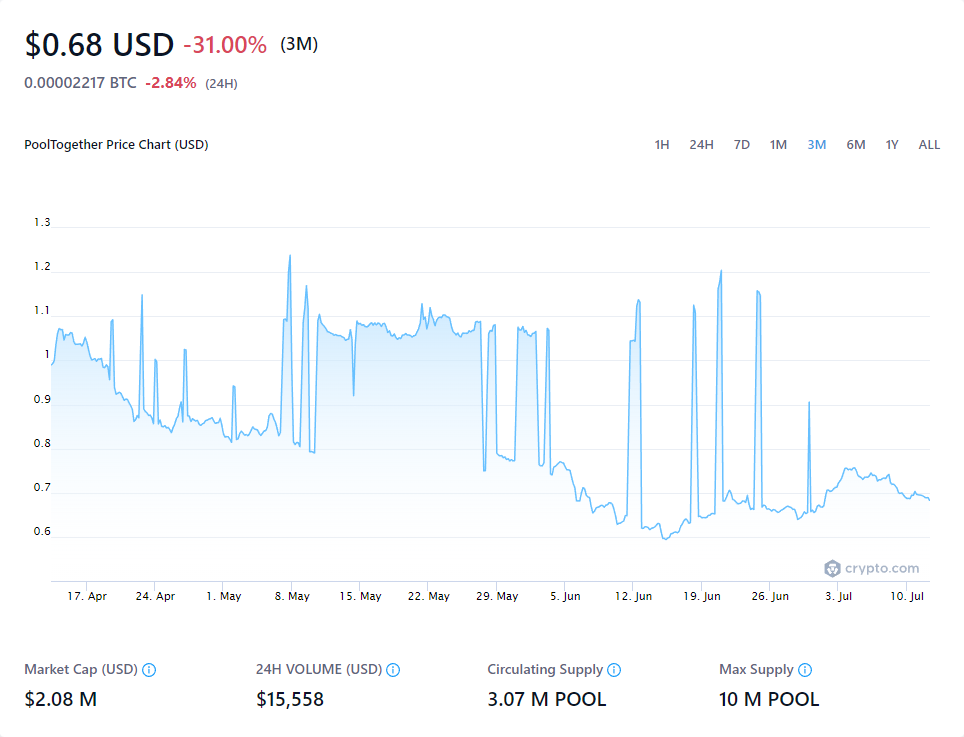 $0.68 USD -31.00% (3M)
0.00002217 BTC -2.84% (24H)
PoolTogether Price Chart (USD) 1H 24H 7D 1M 3M 6M 1Y ALL
1.3
1.2
1.1
1
0.9
0.8
0.7
0.6
crypto.com
17. Apr 24. Apr 1. May 8. May 15. May 22. May 29. May 5. Jun 12. Jun 19. Jun 26. Jun 3. Jul 10. Jul
Market Cap (USD) 24H VOLUME (USD) Circulating Supply Max Supply
$2.08 M $15,558 3.07 M POOL 10 M POOL